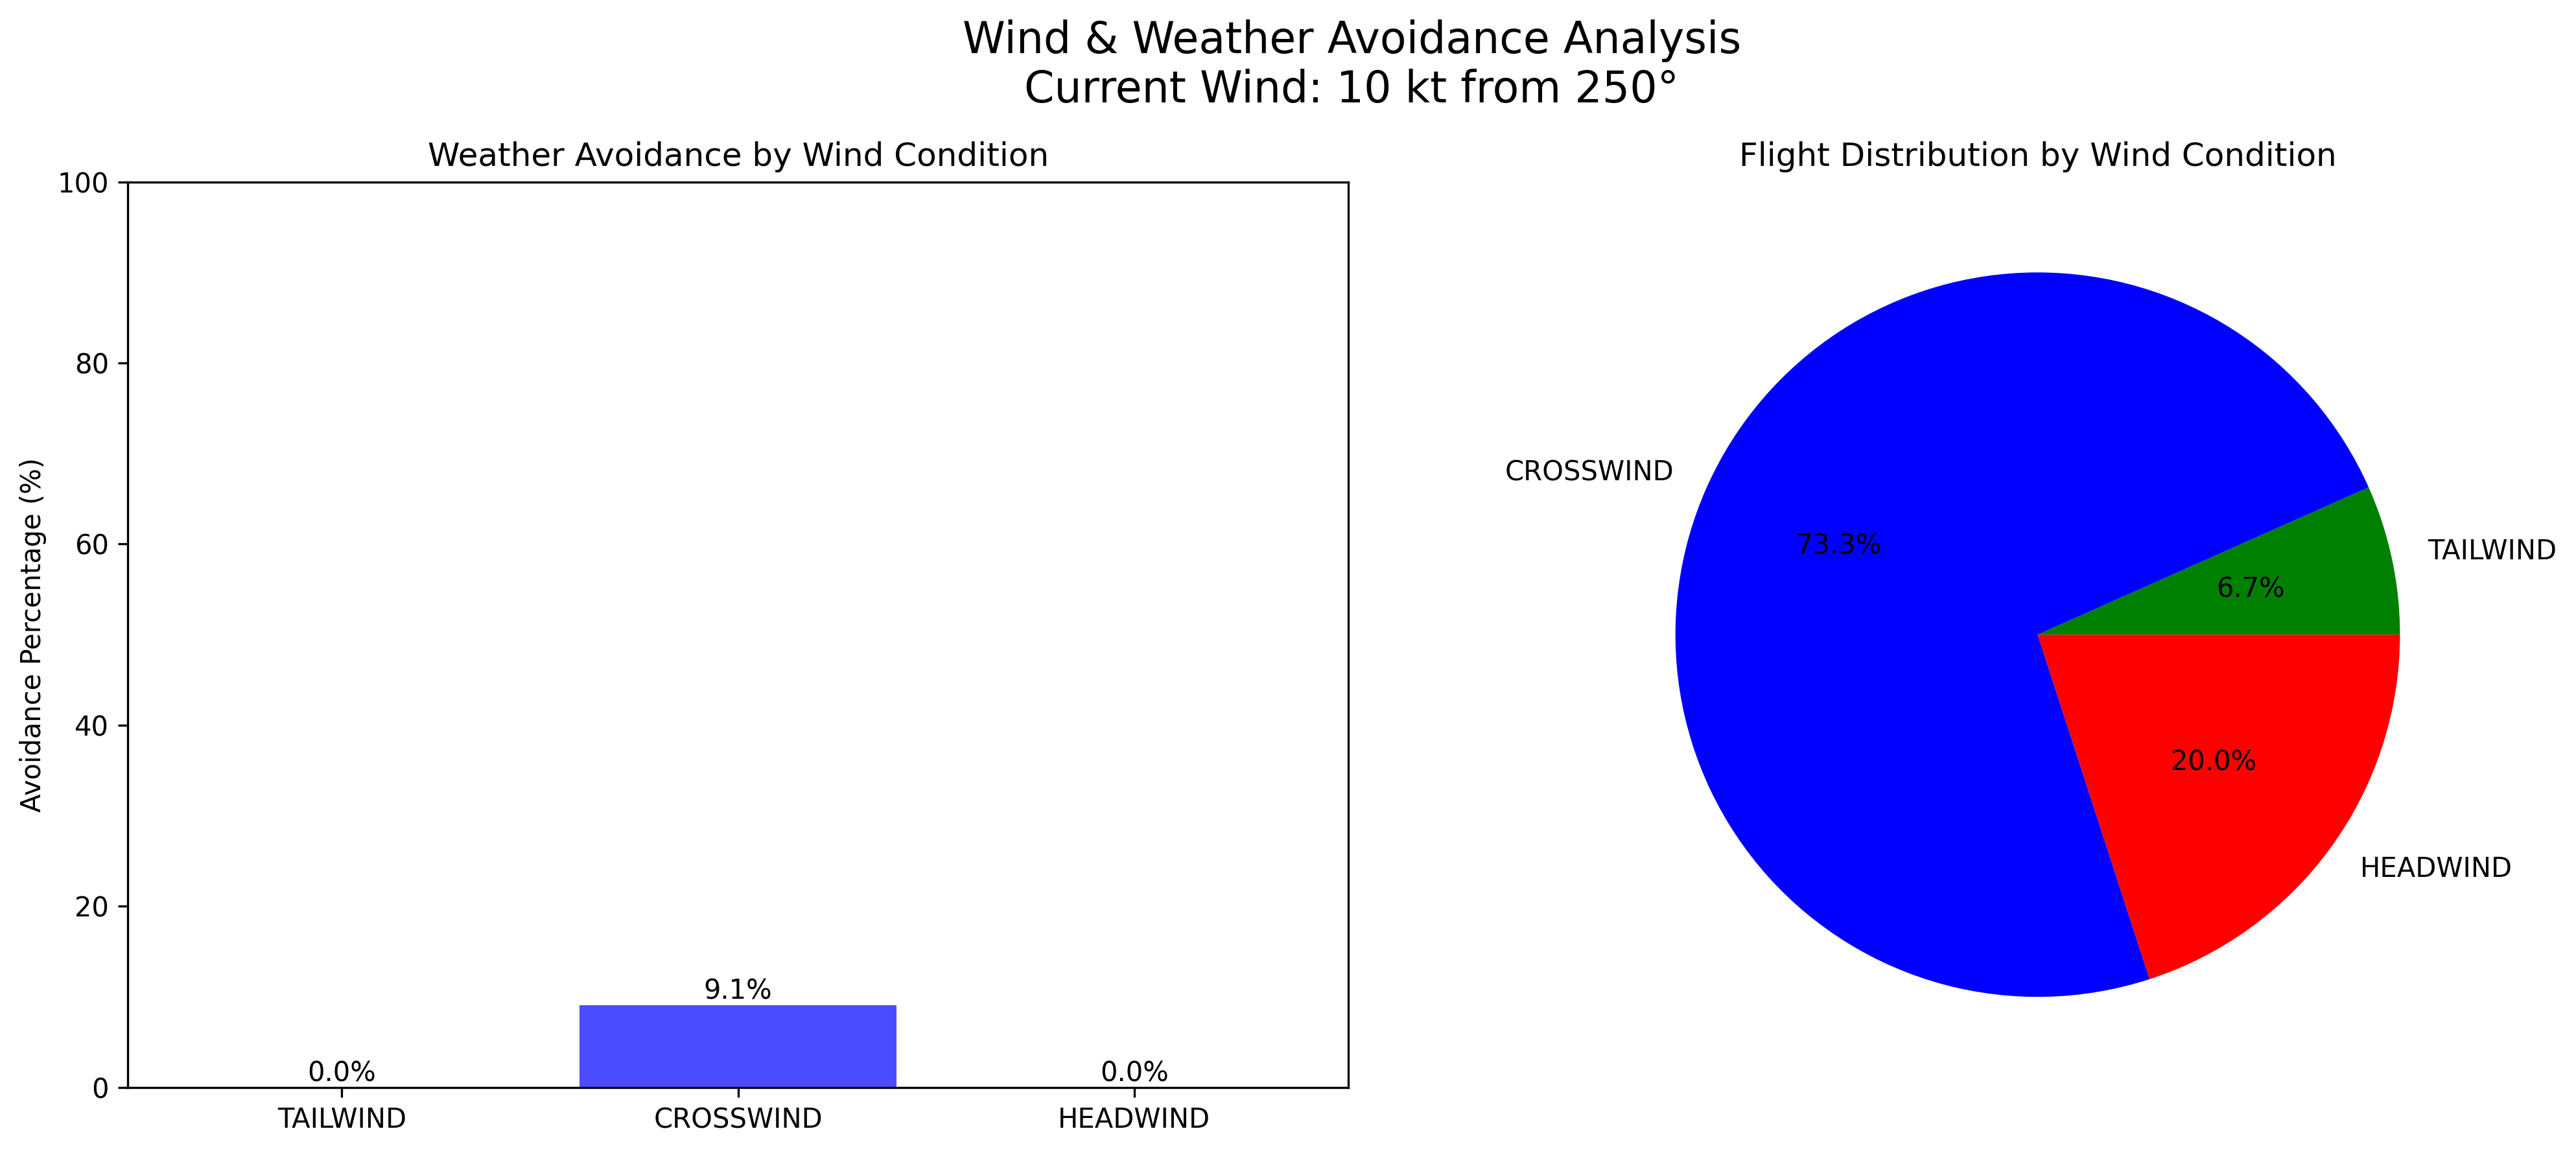 Wind & Weather Avoidance Analysis
Current Wind: 10 kt from 250°
Weather Avoidance by Wind Condition
100
80
60
40
20
0
Avoidance Percentage (%)
0.0%
9.1%
0.0%
TAILWIND
CROSSWIND
HEADWIND
Flight Distribution by Wind Condition
CROSSWIND
73.3%
TAILWIND
6.7%
20.0%
HEADWIND